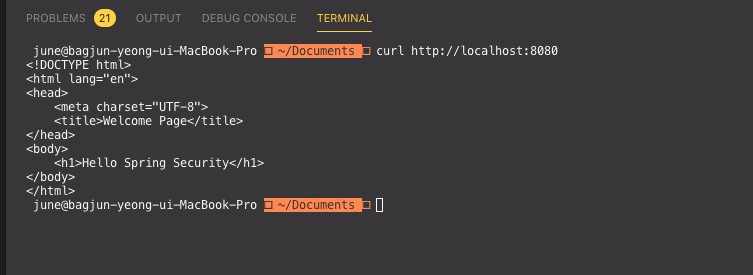 PROBLEMS 21 OUTPUT DEBUG CONSOLE TERMINAL
june@bagjun-yeong-ui-MacBook-Pro ~/Documents curl http://localhost:8080
<!DOCTYPE html>
<html lang="en">
<head>
    <meta charset="UTF-8">
    <title>Welcome Page</title>
</head>
<body>
    <h1>Hello Spring Security</h1>
</body>
</html>
june@bagjun-yeong-ui-MacBook-Pro ~/Documents